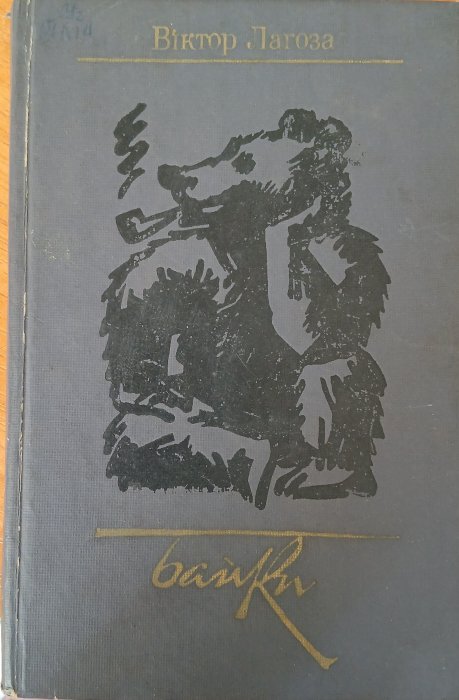 Віктор Лагоза
байки